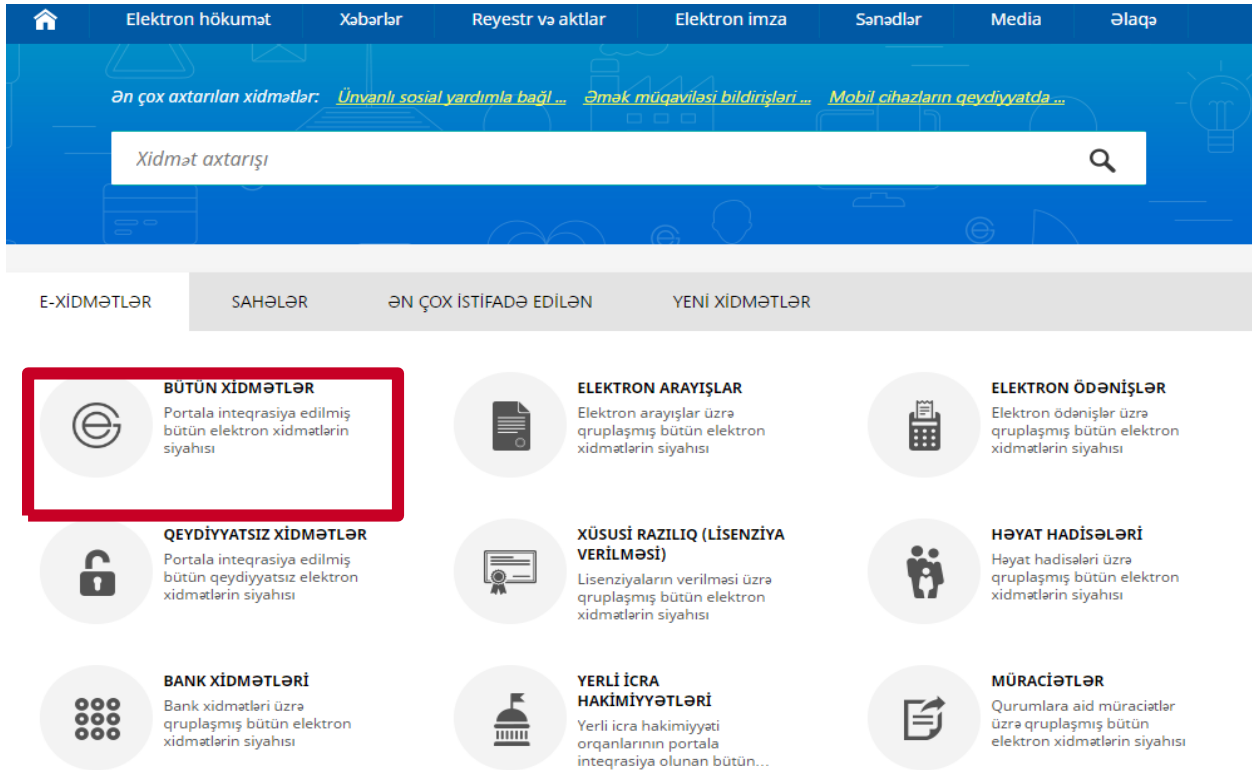 Elektron hökumət Xəbərlər Reyestr və aktlar Elektron imza Sənədlər Media Əlaqə
Ən çox axtarılan xidmətlər: Ünvanlı sosial yardımla bağl ... Əmək müqaviləsi bildirişləri ... Mobil cihazların qeydiyyatda ...
Xidmət axtarışı
E-XİDMƏTLƏR SAHƏLƏR ƏN ÇOX İSTİFADƏ EDİLƏN YENİ XİDMƏTLƏR
BÜTÜN XİDMƏTLƏR
Portala inteqrasiya edilmiş
bütün elektron xidmətlərin
siyahısı
ELEKTRON ARAYIŞLAR
Elektron arayışlar üzrə
qruplaşmış bütün elektron
xidmətlərin siyahısı
ELEKTRON ÖDƏNİŞLƏR
Elektron ödənişlər üzrə
qruplaşmış bütün elektron
xidmətlərin siyahısı
QEYDİYYATSIZ XİDMƏTLƏR
Portala inteqrasiya edilmiş
bütün qeydiyyatsız elektron
xidmətlərin siyahısı
XÜSUSİ RAZILIQ (LİSENZİYA
VERİLMƏSİ)
Lisenziyaların verilməsi üzrə
qruplaşmış bütün elektron
xidmətlərin siyahısı
HƏYAT HADİSƏLƏRİ
Həyat hadisələri üzrə
qruplaşmış bütün elektron
xidmətlərin siyahısı
BANK XİDMƏTLƏRİ
Bank xidmətləri üzrə
qruplaşmış bütün elektron
xidmətlərin siyahısı
YERLİ İCRA
HAKİMİYYƏTLƏRİ
Yerli icra hakimiyyəti
orqanlarının portala
inteqrasiya olunan bütün...
MÜRACİƏTLƏR
Qurumlara aid müraciətlər
üzrə qruplaşmış bütün
elektron xidmətlərin siyahısı